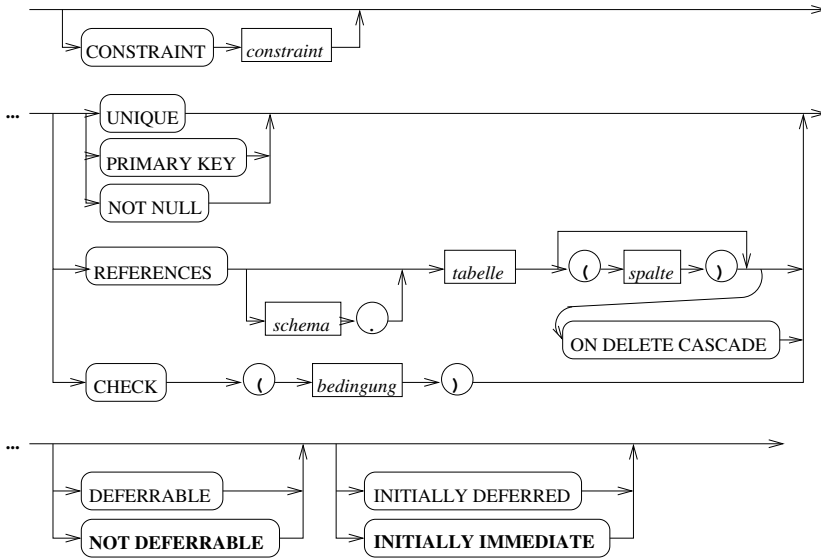 CONSTRAINT constraint
... UNIQUE
PRIMARY KEY
NOT NULL
REFERENCES tabelle ( spalte )
schema .
ON DELETE CASCADE
CHECK ( bedingung )
...
DEFERRABLE INITIALLY DEFERRED
NOT DEFERRABLE INITIALLY IMMEDIATE